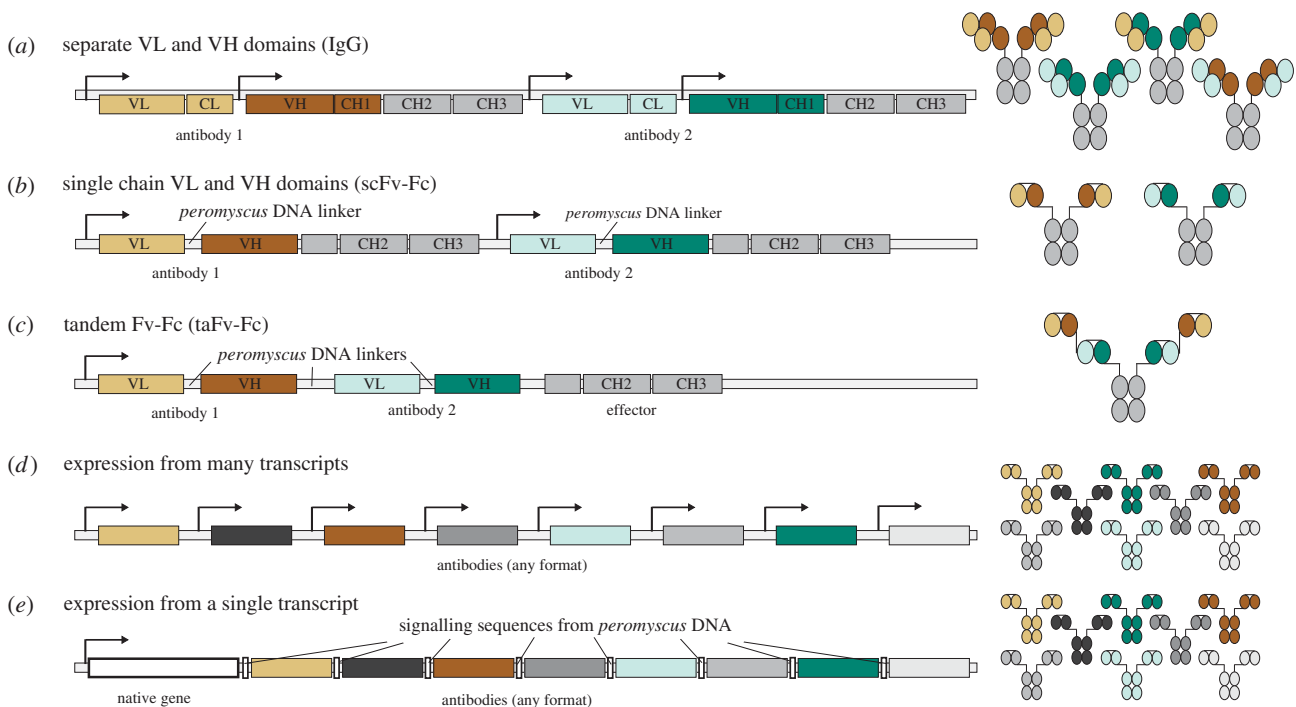 (a) separate VL and VH domains (IgG)
VL CL VH CH1 CH2 CH3 VL CL VH CH1 CH2 CH3
antibody 1 antibody 2
(b) single chain VL and VH domains (scFv-Fc)
peromyscus DNA linker peromyscus DNA linker
VL VH CH2 CH3 VL VH CH2 CH3
antibody 1 antibody 2
(c) tandem Fv-Fc (taFv-Fc)
peromyscus DNA linkers
VL VH VL VH CH2 CH3
antibody 1 antibody 2 effector
(d) expression from many transcripts
antibodies (any format)
(e) expression from a single transcript
signalling sequences from peromyscus DNA
native gene antibodies (any format)